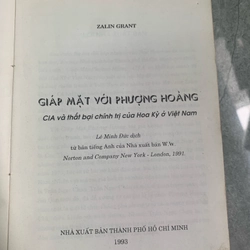 ZALIN GRANT
GIÁP MẶT VỚI PHƯỢNG HOÀNG
CIA và thất bại chính trị của Hoa Kỳ ở Việt Nam
Lê Minh Đức dịch
từ bản tiếng Anh của Nhà xuất bản W.W.
Norton and Company New York - London, 1991.
NHÀ XUẤT BẢN THÀNH PHỐ HỒ CHÍ MINH
1993